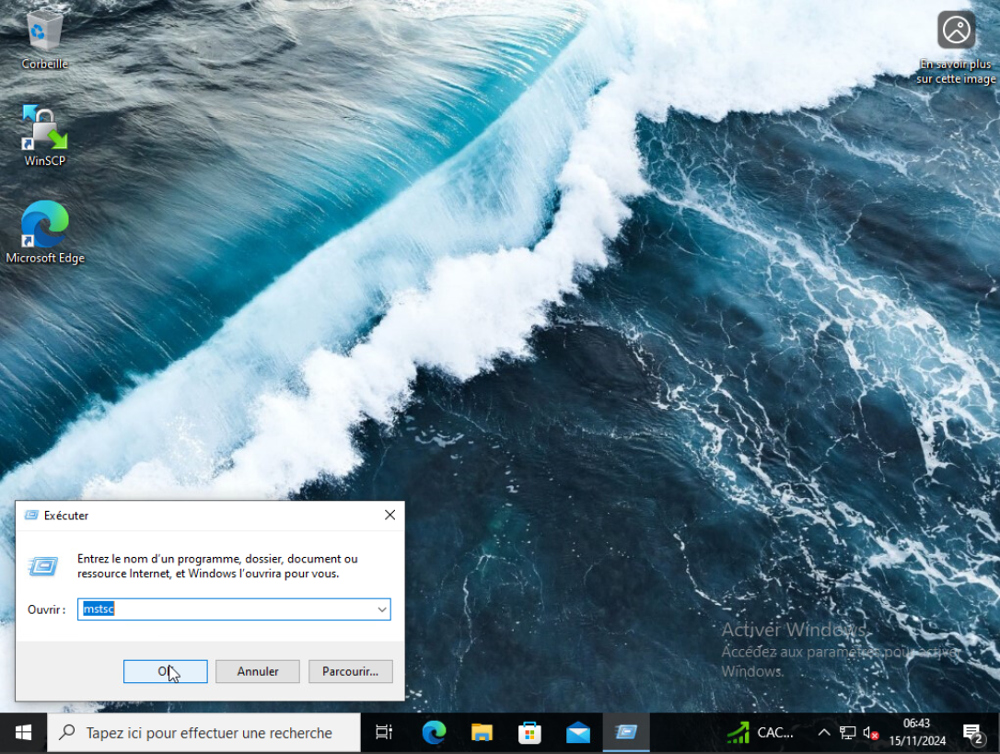 Corbeille
En savoir plus
sur cette image
WinSCP
Microsoft Edge
Exécuter
Entrez le nom d'un programme, dossier, document ou
ressource Internet, et Windows l'ouvrira pour vous.
Ouvrir :
mstsc
Annuler
Parcourir...
Activer Windows
Accédez aux paramètres pour activer
Windows.
Tapez ici pour effectuer une recherche
CAC...
06:43
15/11/2024
2